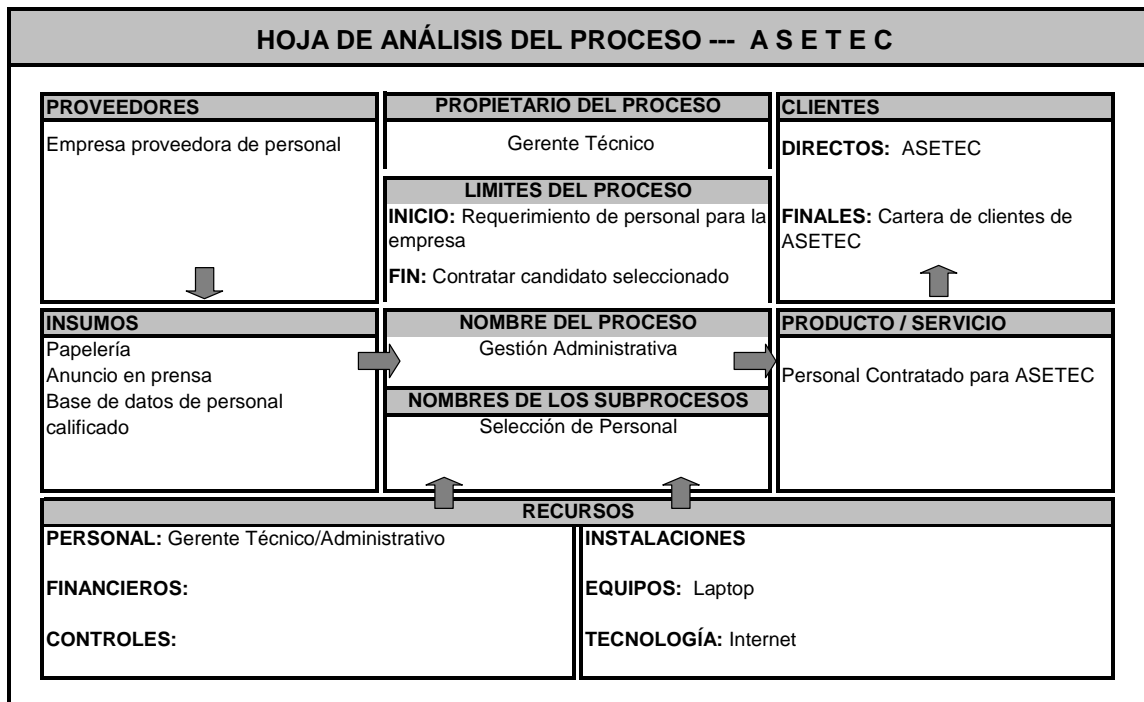 HOJA DE ANÁLISIS DEL PROCESO --- A S E T E C
PROVEEDORES
Empresa proveedora de personal
PROPIETARIO DEL PROCESO
Gerente Técnico
LIMITES DEL PROCESO
INICIO: Requerimiento de personal para la
empresa
FIN: Contratar candidato seleccionado
CLIENTES
DIRECTOS: ASETEC
FINALES: Cartera de clientes de
ASETEC
INSUMOS
Papelería
Anuncio en prensa
Base de datos de personal
calificado
NOMBRE DEL PROCESO
Gestión Administrativa
NOMBRES DE LOS SUBPROCESOS
Selección de Personal
PRODUCTO / SERVICIO
Personal Contratado para ASETEC
RECURSOS
PERSONAL: Gerente Técnico/Administrativo
FINANCIEROS:
CONTROLES:
INSTALACIONES
EQUIPOS: Laptop
TECNOLOGÍA: Internet